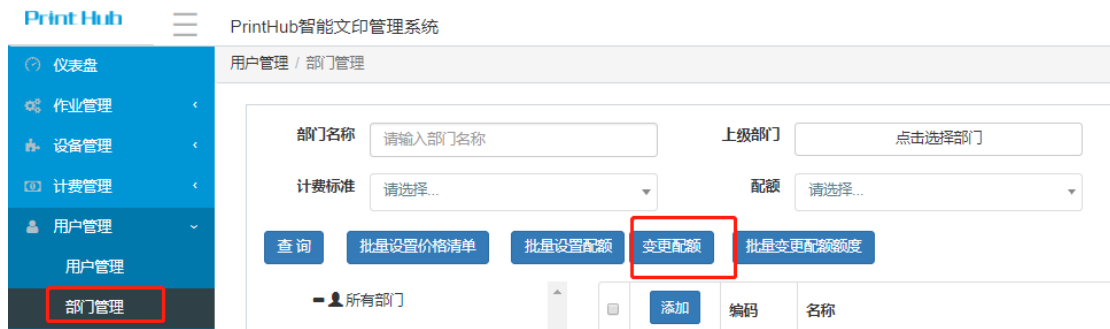 Print Hub
PrintHub智能文印管理系统
仪表盘
用户管理 / 部门管理
作业管理
设备管理
计费管理
用户管理
用户管理
部门管理
部门名称 请输入部门名称 上级部门 点击选择部门
计费标准 请选择... 配额 请选择...
查询 批量设置价格清单 批量设置配额 变更配额 批量变更配额额度
所有部门
添加 编码 名称